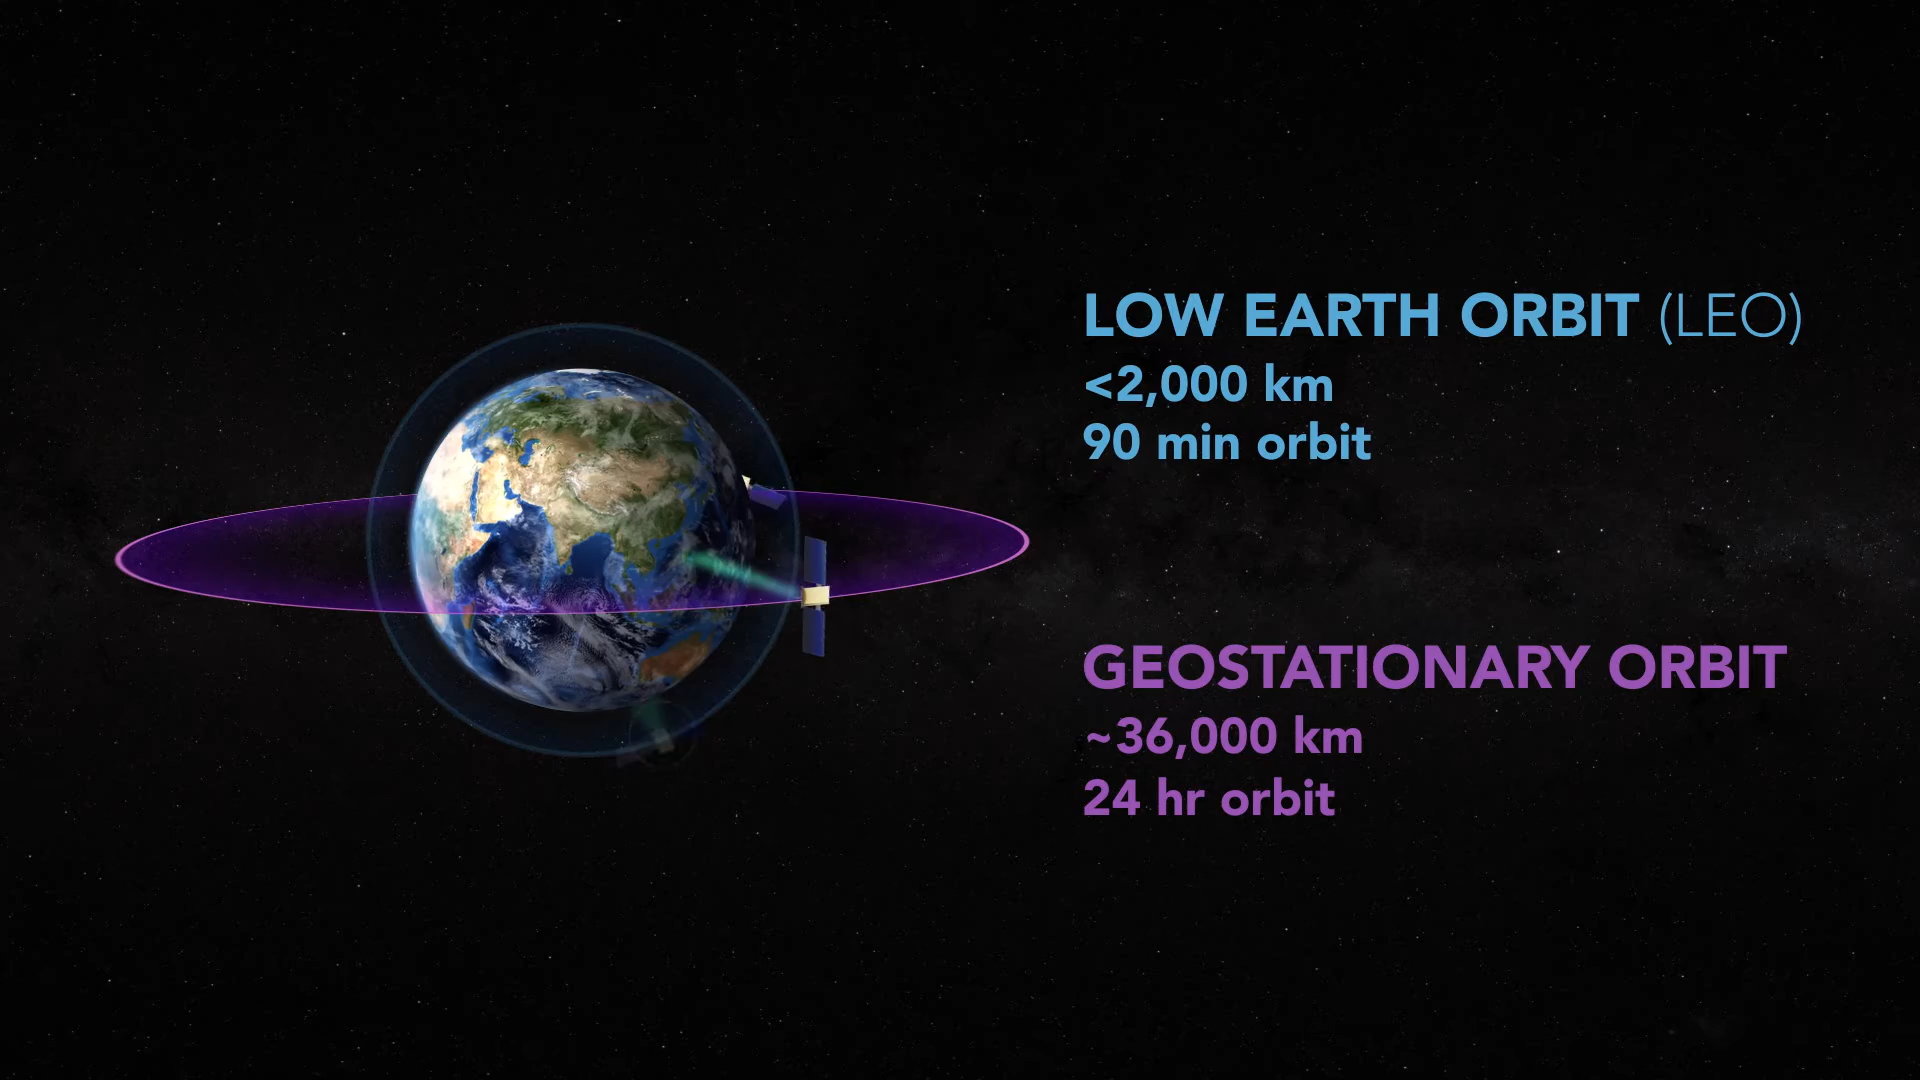 LOW EARTH ORBIT (LEO)
<2,000 km
90 min orbit
GEOSTATIONARY ORBIT
~36,000 km
24 hr orbit